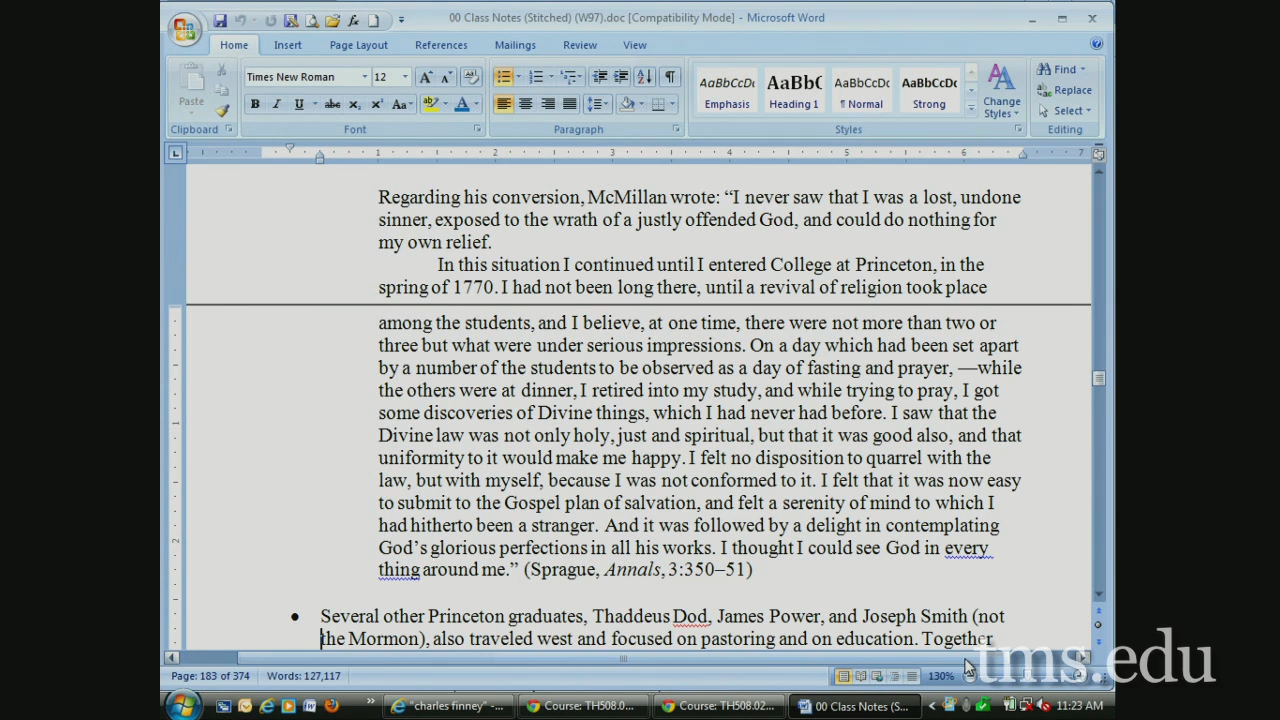 00 Class Notes (Stitched) (W97).doc [Compatibility Mode] - Microsoft Word
Home Insert Page Layout References Mailings Review View
Times New Roman 12
Paste
B I U abc x₂ x² Aa
AaBbCcDc AaBb( AaBbCcDc AaBbCcDc
Emphasis Heading 1 ¶ Normal Strong
Change Styles
Find
Replace
Select
Clipboard Font Paragraph Styles Editing
1 2 3 4 5 6 7
Regarding his conversion, McMillan wrote: “I never saw that I was a lost, undone
sinner, exposed to the wrath of a justly offended God, and could do nothing for
my own relief.
In this situation I continued until I entered College at Princeton, in the
spring of 1770. I had not been long there, until a revival of religion took place
among the students, and I believe, at one time, there were not more than two or
three but what were under serious impressions. On a day which had been set apart
by a number of the students to be observed as a day of fasting and prayer, —while
the others were at dinner, I retired into my study, and while trying to pray, I got
some discoveries of Divine things, which I had never had before. I saw that the
Divine law was not only holy, just and spiritual, but that it was good also, and that
uniformity to it would make me happy. I felt no disposition to quarrel with the
law, but with myself, because I was not conformed to it. I felt that it was now easy
to submit to the Gospel plan of salvation, and felt a serenity of mind to which I
had hitherto been a stranger. And it was followed by a delight in contemplating
God’s glorious perfections in all his works. I thought I could see God in every
thing around me.” (Sprague, Annals, 3:350–51)
• Several other Princeton graduates, Thaddeus Dod, James Power, and Joseph Smith (not
the Mormon), also traveled west and focused on pastoring and on education. Together
tms.edu
Page: 183 of 374 Words: 127,117 130%
"charles finney" -... Course: TH508.0... Course: TH508.02... 00 Class Notes (S... 11:23 AM